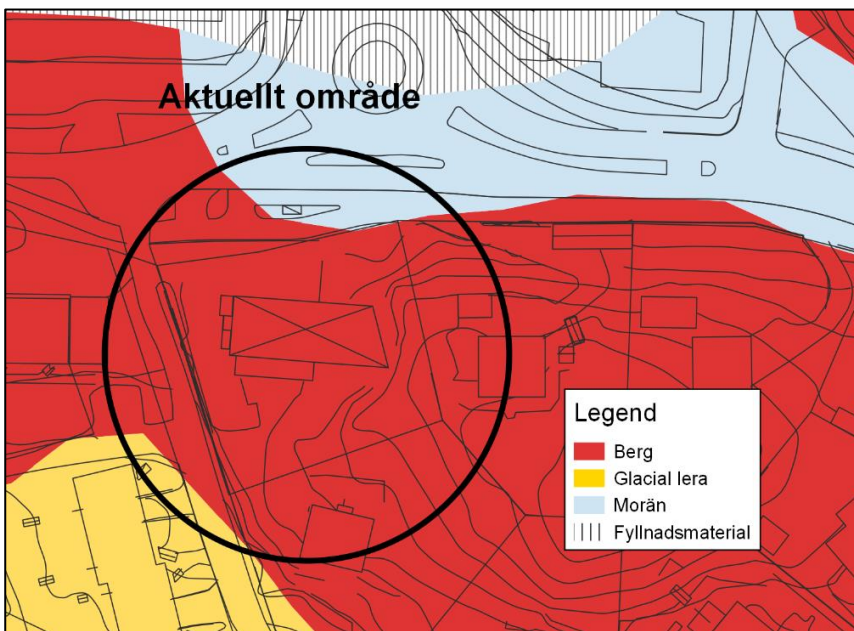 Aktuellt område
Legend
Berg
Glacial lera
Morän
Fyllnadsmaterial